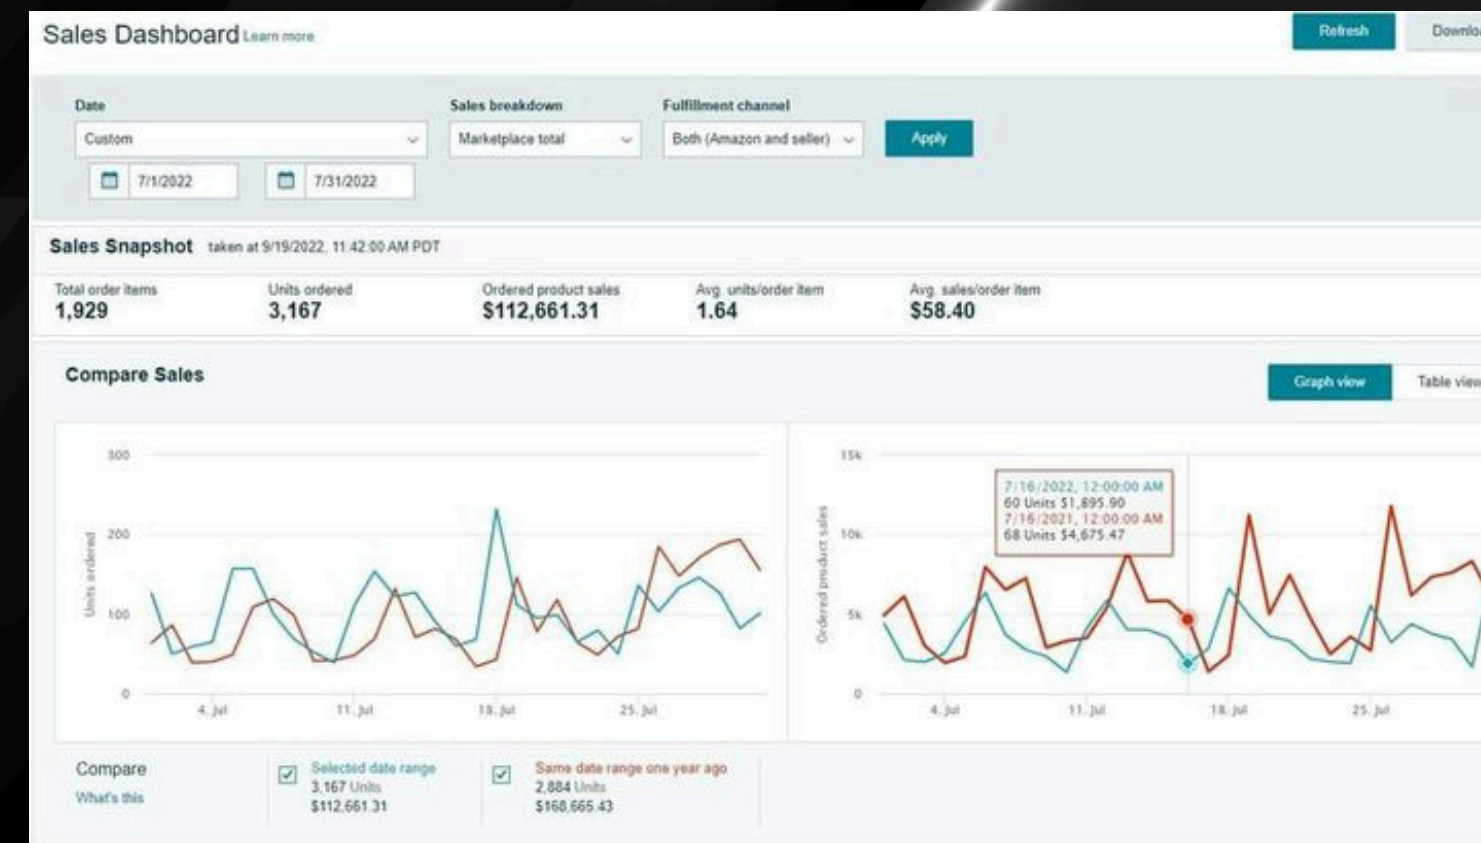 Sales Dashboard Learn more
Refresh
Downlo
Date
Sales breakdown
Fulfillment channel
Custom
Marketplace total
Both (Amazon and seller)
Apply
7/1/2022
7/31/2022
Sales Snapshot taken at 9/19/2022, 11:42:00 AM PDT
Total order items
1,929
Units ordered
3,167
Ordered product sales
$112,661.31
Avg. units/order item
1.64
Avg. sales/order item
$58.40
Compare Sales
Graph view
Table view
Units ordered
300
200
100
0
4. Jul
11. Jul
18. Jul
25. Jul
Ordered product sales
15k
10k
5k
0
7/16/2022, 12:00:00 AM
60 Units $1,895.90
7/16/2021, 12:00:00 AM
68 Units $4,675.47
4. Jul
11. Jul
18. Jul
25. Jul
Compare
What's this
Selected date range
3,167 Units
$112,661.31
Same date range one year ago
2,884 Units
$168,665.43